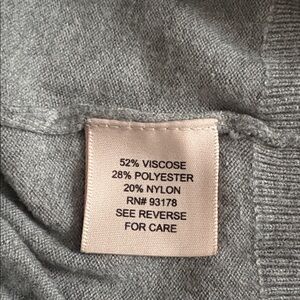 52% VISCOSE
28% POLYESTER
20% NYLON
RN# 93178
SEE REVERSE
FOR CARE